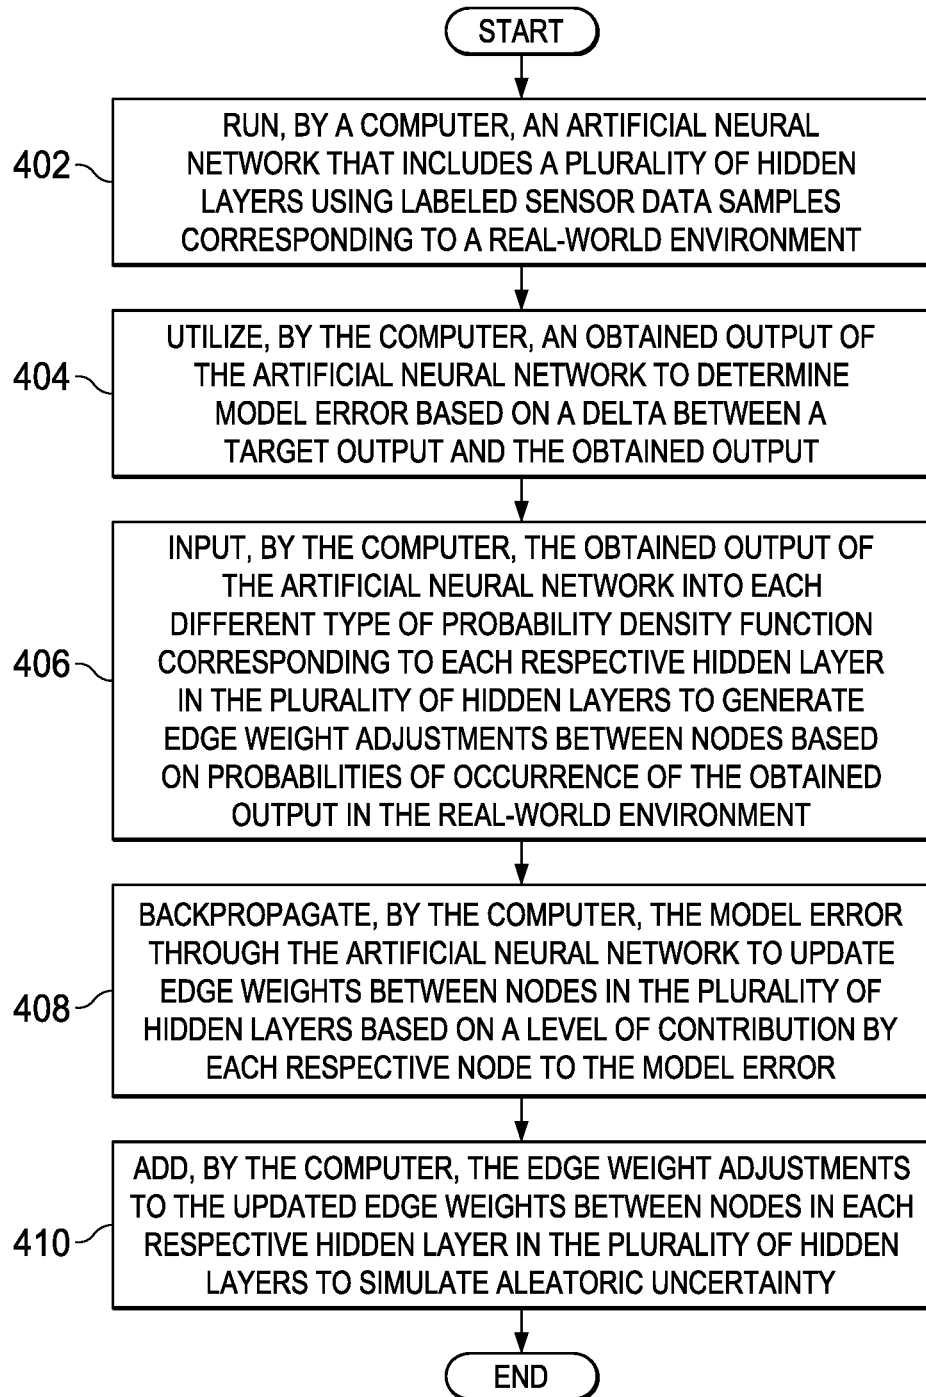 START
402
RUN, BY A COMPUTER, AN ARTIFICIAL NEURAL
NETWORK THAT INCLUDES A PLURALITY OF HIDDEN
LAYERS USING LABELED SENSOR DATA SAMPLES
CORRESPONDING TO A REAL-WORLD ENVIRONMENT
404
UTILIZE, BY THE COMPUTER, AN OBTAINED OUTPUT OF
THE ARTIFICIAL NEURAL NETWORK TO DETERMINE
MODEL ERROR BASED ON A DELTA BETWEEN A
TARGET OUTPUT AND THE OBTAINED OUTPUT
406
INPUT, BY THE COMPUTER, THE OBTAINED OUTPUT OF
THE ARTIFICIAL NEURAL NETWORK INTO EACH
DIFFERENT TYPE OF PROBABILITY DENSITY FUNCTION
CORRESPONDING TO EACH RESPECTIVE HIDDEN LAYER
IN THE PLURALITY OF HIDDEN LAYERS TO GENERATE
EDGE WEIGHT ADJUSTMENTS BETWEEN NODES BASED
ON PROBABILITIES OF OCCURRENCE OF THE OBTAINED
OUTPUT IN THE REAL-WORLD ENVIRONMENT
408
BACKPROPAGATE, BY THE COMPUTER, THE MODEL ERROR
THROUGH THE ARTIFICIAL NEURAL NETWORK TO UPDATE
EDGE WEIGHTS BETWEEN NODES IN THE PLURALITY OF
HIDDEN LAYERS BASED ON A LEVEL OF CONTRIBUTION BY
EACH RESPECTIVE NODE TO THE MODEL ERROR
410
ADD, BY THE COMPUTER, THE EDGE WEIGHT ADJUSTMENTS
TO THE UPDATED EDGE WEIGHTS BETWEEN NODES IN EACH
RESPECTIVE HIDDEN LAYER IN THE PLURALITY OF HIDDEN
LAYERS TO SIMULATE ALEATORIC UNCERTAINTY
END